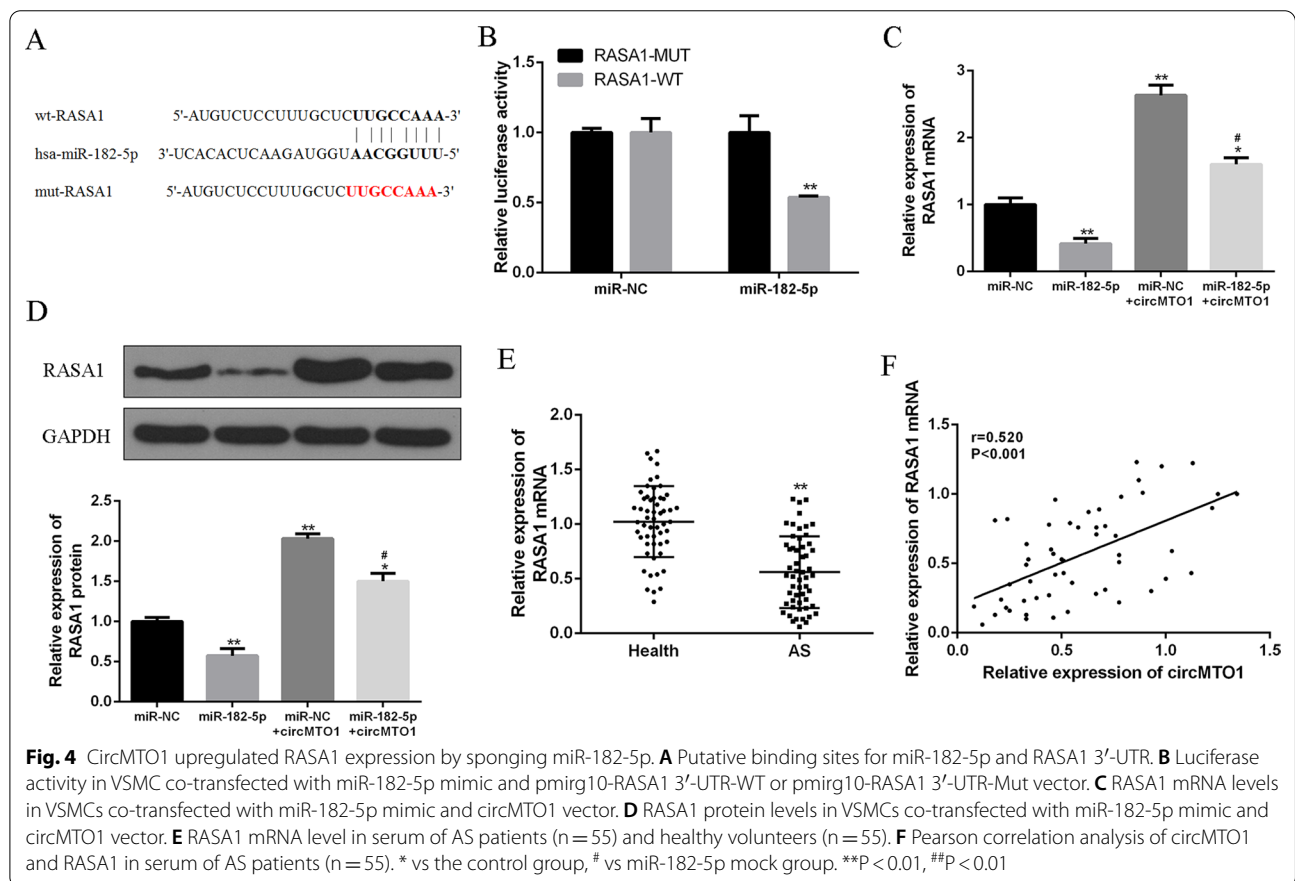 A
wt-RASA1 5'-AUGUCUCCUUUGCUCUUGCCAAA-3'
hsa-miR-182-5p 3'-UCACACUCAAGAUGGUAACGGUUU-5'
mut-RASA1 5'-AUGUCUCCUUUGCUCUUGCCAAA-3'
B
RASA1-MUT
RASA1-WT
Relative luciferase activity
1.5
1.0
0.5
0.0
**
miR-NC miR-182-5p
C
Relative expression of
RASA1 mRNA
3
2
1
0
**
**
#
*
miR-NC miR-182-5p miR-NC miR-182-5p
+circMTO1 +circMTO1
D
RASA1
GAPDH
Relative expression of
RASA1 protein
2.5
2.0
1.5
1.0
0.5
0.0
**
**
#
*
miR-NC miR-182-5p miR-NC miR-182-5p
+circMTO1 +circMTO1
E
Relative expression of
RASA1 mRNA
2.0
1.5
1.0
0.5
0.0
**
Health AS
F
Relative expression of RASA1 mRNA
1.5
1.0
0.5
0.0
r=0.520
P<0.001
0.0 0.5 1.0 1.5
Relative expression of circMTO1
Fig. 4 CircMTO1 upregulated RASA1 expression by sponging miR-182-5p. A Putative binding sites for miR-182-5p and RASA1 3′-UTR. B Luciferase
activity in VSMC co-transfected with miR-182-5p mimic and pmirg10-RASA1 3′-UTR-WT or pmirg10-RASA1 3′-UTR-Mut vector. C RASA1 mRNA levels
in VSMCs co-transfected with miR-182-5p mimic and circMTO1 vector. D RASA1 protein levels in VSMCs co-transfected with miR-182-5p mimic and
circMTO1 vector. E RASA1 mRNA level in serum of AS patients (n = 55) and healthy volunteers (n = 55). F Pearson correlation analysis of circMTO1
and RASA1 in serum of AS patients (n = 55). * vs the control group, # vs miR-182-5p mock group. **P < 0.01, ##P < 0.01